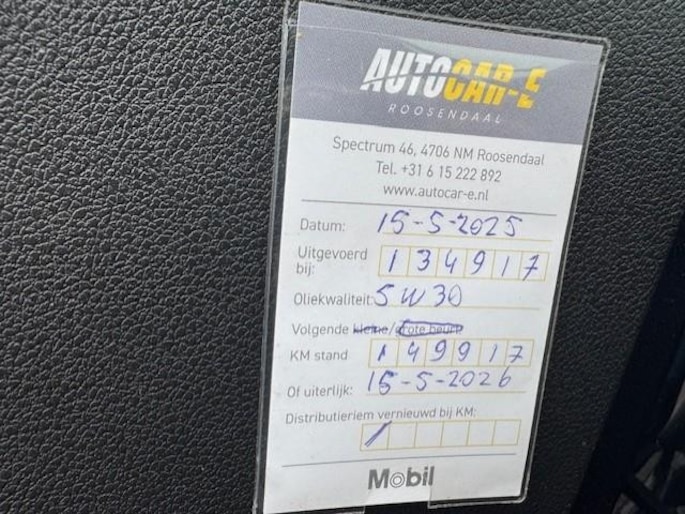 AUTOCAR-E
ROOSENDAAL
Spectrum 46, 4706 NM Roosendaal
Tel. +31 6 15 222 892
www.autocar-e.nl
Datum: 15-5-2025
Uitgevoerd
bij: 134917
Oliekwaliteit: 5W30
Volgende kleine/grote beurt
KM stand 149917
Of uiterlijk: 15-5-2026
Distributieriem vernieuwd bij KM:
/
Mobil